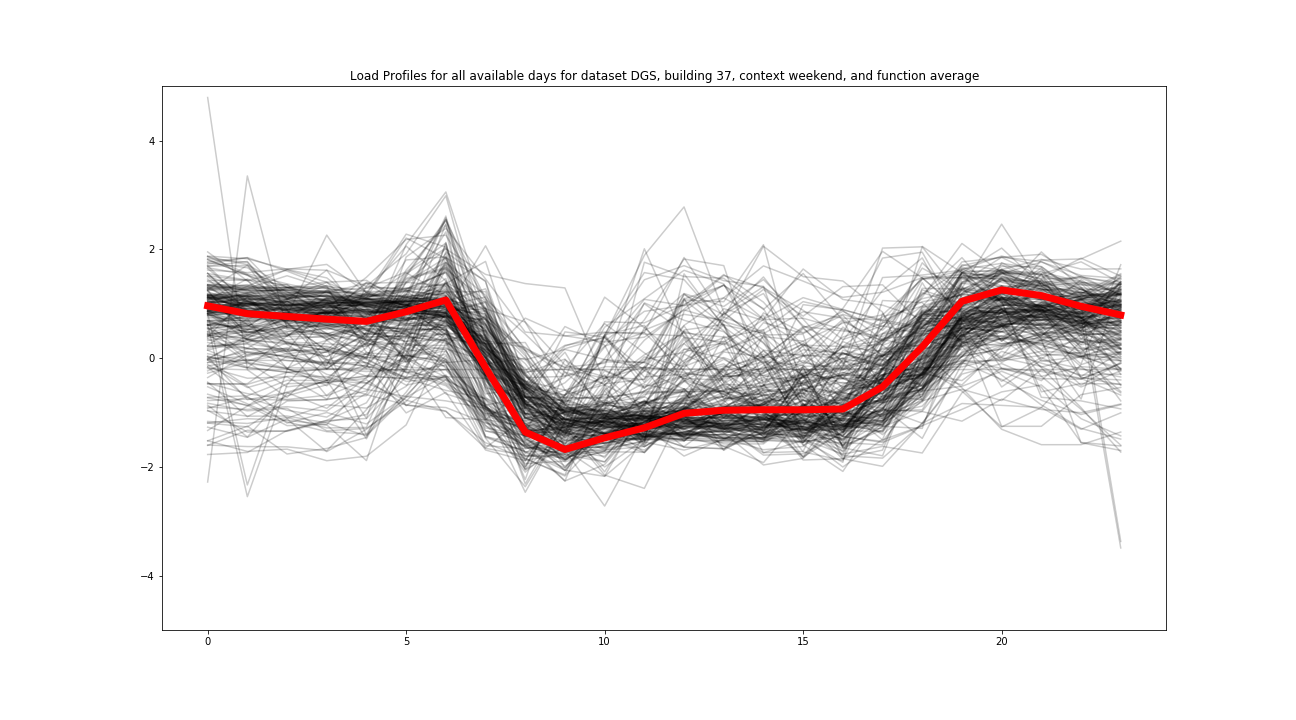 Load Profiles for all available days for dataset DGS, building 37, context weekend, and function average
4
2
0
−2
−4
0 5 10 15 20